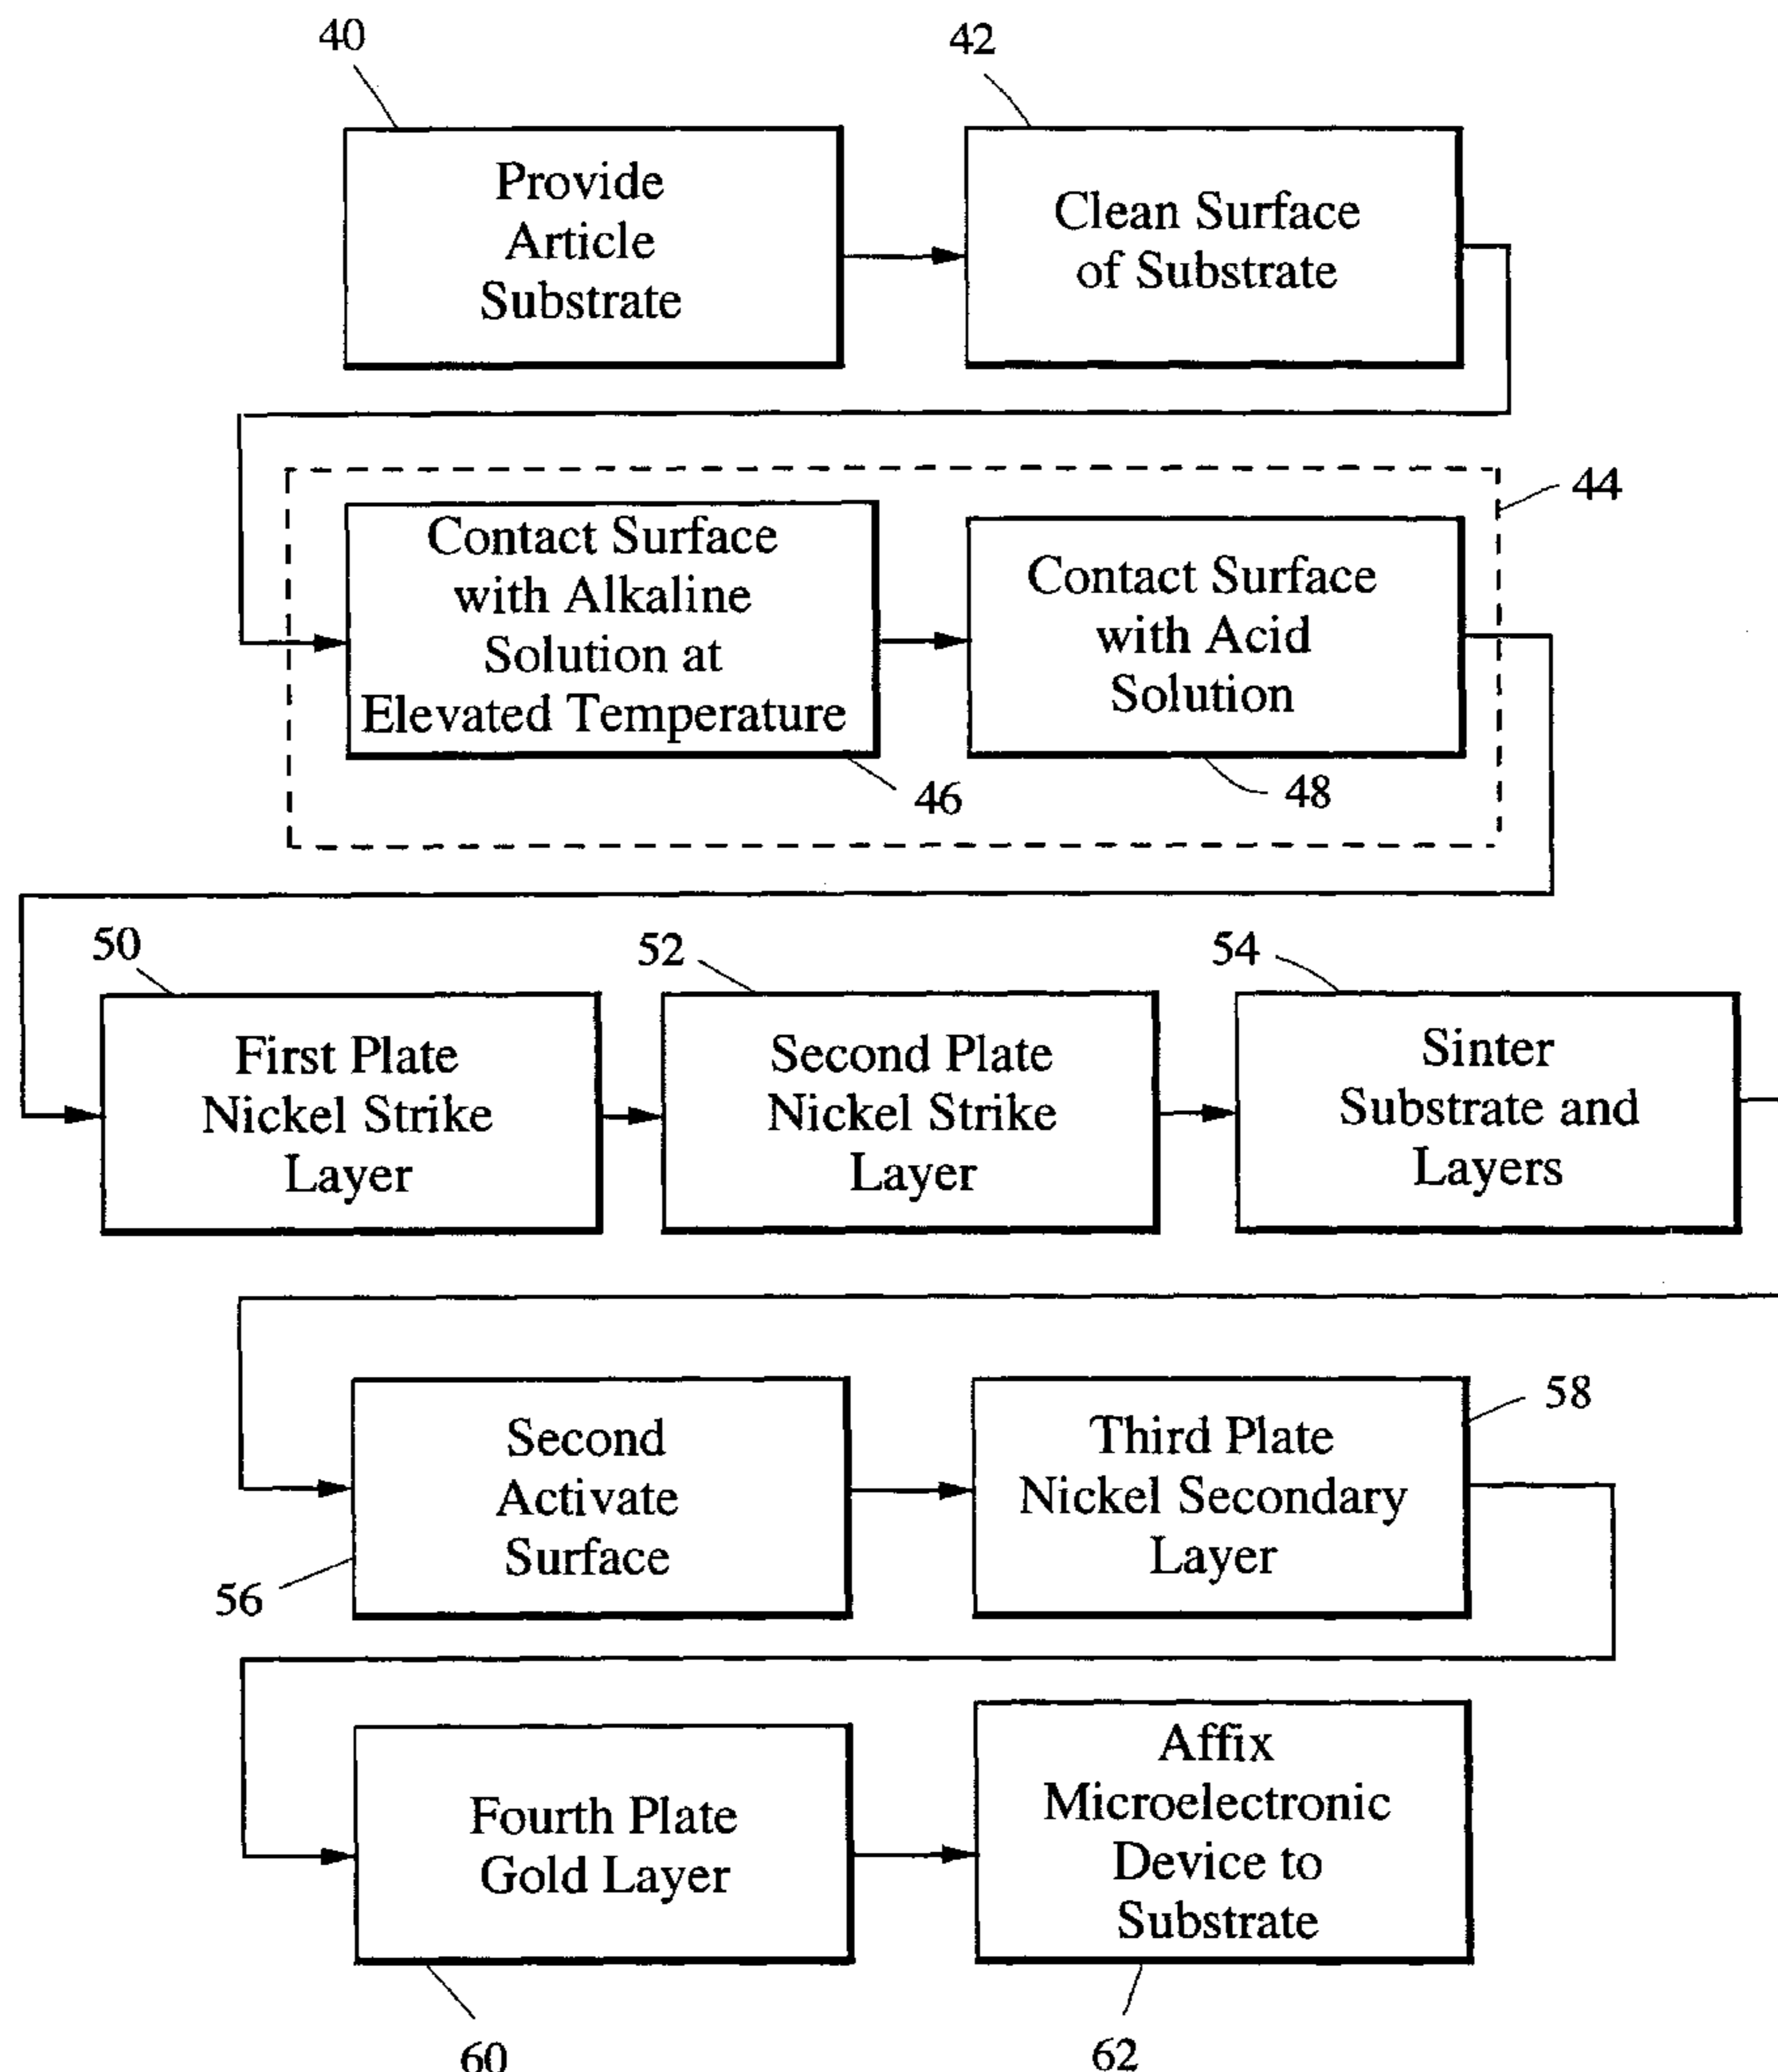 40
42
Provide
Article
Substrate
Clean Surface
of Substrate
44
Contact Surface
with Alkaline
Solution at
Elevated Temperature
Contact Surface
with Acid
Solution
46
48
50
52
54
First Plate
Nickel Strike
Layer
Second Plate
Nickel Strike
Layer
Sinter
Substrate and
Layers
Second
Activate
Surface
56
Third Plate
Nickel Secondary
Layer
58
Fourth Plate
Gold Layer
Affix
Microelectronic
Device to
Substrate
60
62